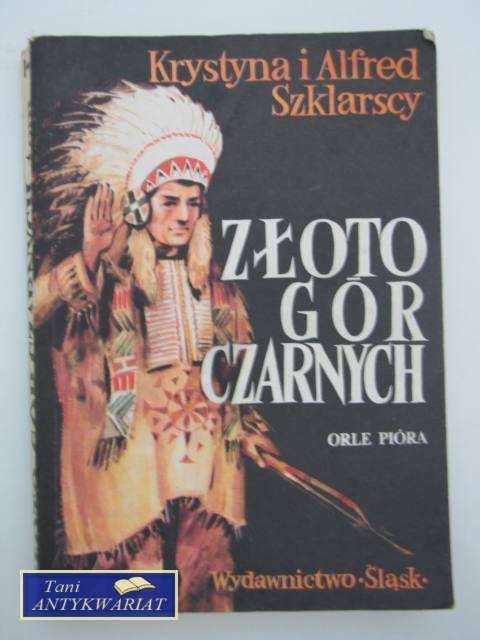 Krystyna i Alfred
Szklarscy
ZŁOTO
GÓR
CZARNYCH
ORLE PIÓRA
Wydawnictwo • Śląsk •
Tani
ANTYKWARIAT